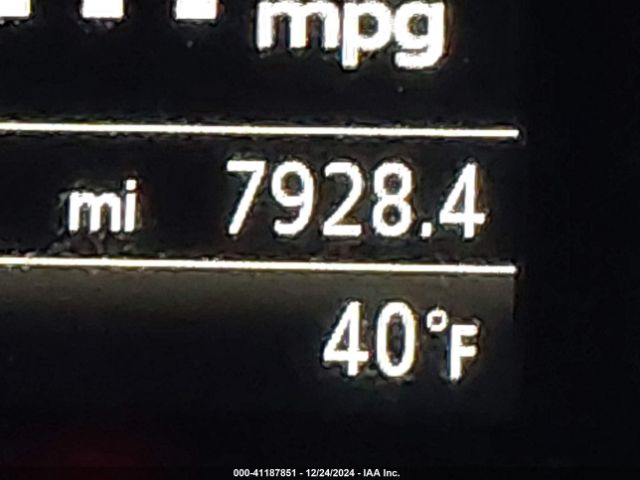 mpg
mi 7928.4
40°F
000-41187851 - 12/24/2024 - IAA Inc.